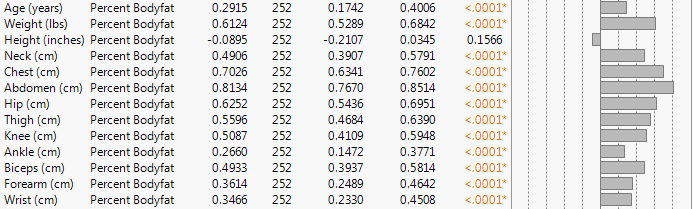 Age (years) Percent Bodyfat 0.2915 252 0.1742 0.4006 <.0001*
Weight (lbs) Percent Bodyfat 0.6124 252 0.5289 0.6842 <.0001*
Height (inches) Percent Bodyfat -0.0895 252 -0.2107 0.0345 0.1566
Neck (cm) Percent Bodyfat 0.4906 252 0.3907 0.5791 <.0001*
Chest (cm) Percent Bodyfat 0.7026 252 0.6341 0.7602 <.0001*
Abdomen (cm) Percent Bodyfat 0.8134 252 0.7670 0.8514 <.0001*
Hip (cm) Percent Bodyfat 0.6252 252 0.5436 0.6951 <.0001*
Thigh (cm) Percent Bodyfat 0.5596 252 0.4684 0.6390 <.0001*
Knee (cm) Percent Bodyfat 0.5087 252 0.4109 0.5948 <.0001*
Ankle (cm) Percent Bodyfat 0.2660 252 0.1472 0.3771 <.0001*
Biceps (cm) Percent Bodyfat 0.4933 252 0.3937 0.5814 <.0001*
Forearm (cm) Percent Bodyfat 0.3614 252 0.2489 0.4642 <.0001*
Wrist (cm) Percent Bodyfat 0.3466 252 0.2330 0.4508 <.0001*